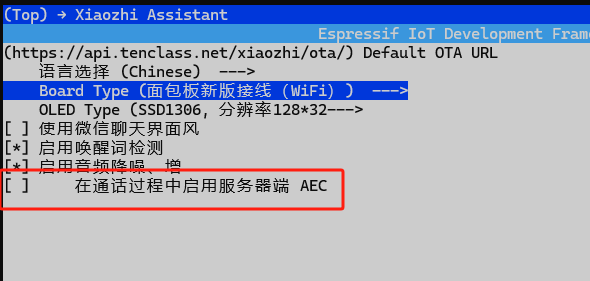 (Top) → Xiaozhi Assistant
Espressif IoT Development Fram
(https://api.tenclass.net/xiaozhi/ota/) Default OTA URL
语言选择 (Chinese) --->
Board Type (面包板新版接线（WiFi）) --->
OLED Type (SSD1306, 分辨率128*32--->
[ ] 使用微信聊天界面风
[*] 启用唤醒词检测
[*] 启用音频降噪、增
[ ] 在通话过程中启用服务器端 AEC